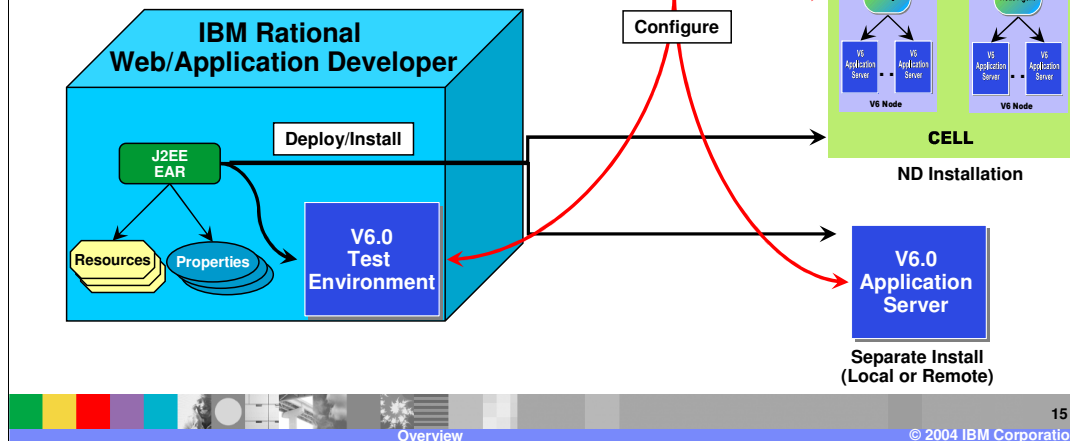 IBM Rational
Web/Application Developer
Configure
V6
Application
Server
V6
Application
Server
V6
Application
Server
V6
Application
Server
V6 Node
V6 Node
CELL
ND Installation
Deploy/Install
J2EE
EAR
Resources
Properties
V6.0
Test
Environment
V6.0
Application
Server
Separate Install
(Local or Remote)
15
Overview
© 2004 IBM Corporatio